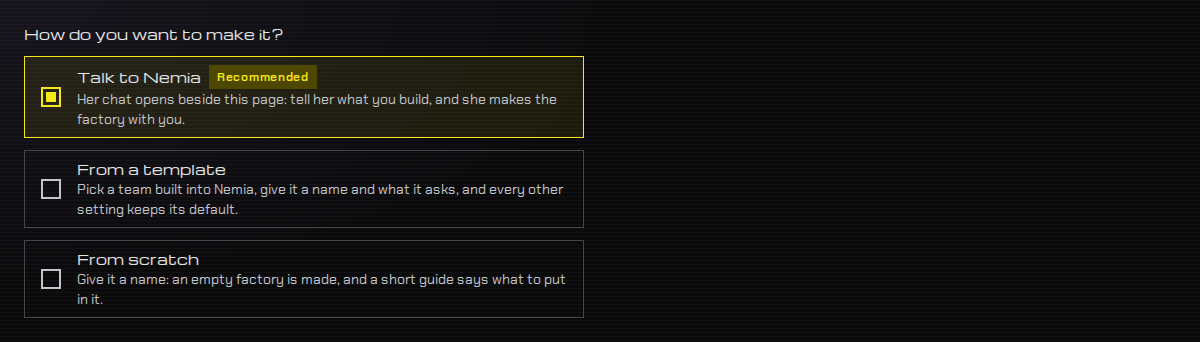 How do you want to make it?
Talk to Nemia Recommended
Her chat opens beside this page: tell her what you build, and she makes the
factory with you.
From a template
Pick a team built into Nemia, give it a name and what it asks, and every other
setting keeps its default.
From scratch
Give it a name: an empty factory is made, and a short guide says what to put
in it.